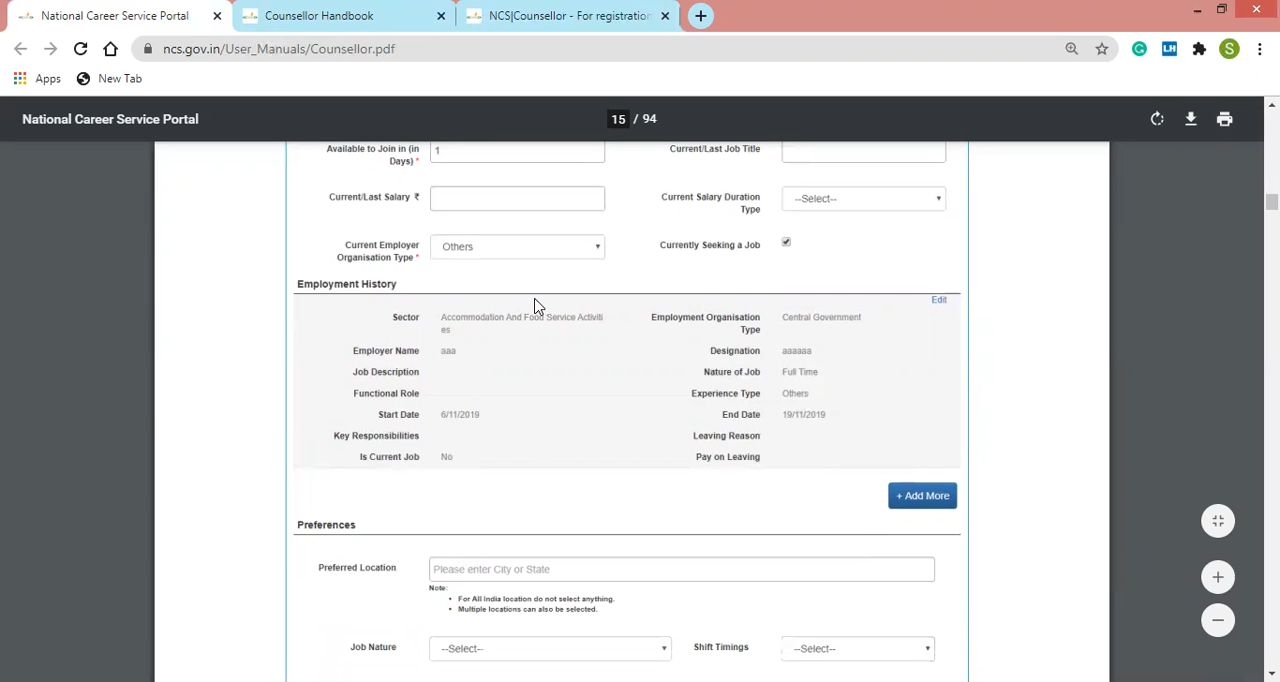 National Career Service Portal
Counsellor Handbook
NCS|Counsellor - For registration
ncs.gov.in/User_Manuals/Counsellor.pdf
LH
S
Apps
New Tab
National Career Service Portal
15 / 94
Available to Join in (in Days) *
1
Current/Last Job Title
Current/Last Salary ₹
Current Salary Duration Type
--Select--
Current Employer Organisation Type *
Others
Currently Seeking a Job
Employment History
Edit
Sector
Accommodation And Food Service Activiti
es
Employment Organisation Type
Central Government
Employer Name
aaa
Designation
aaaaaa
Job Description
Nature of Job
Full Time
Functional Role
Experience Type
Others
Start Date
6/11/2019
End Date
19/11/2019
Key Responsibilities
Leaving Reason
Is Current Job
No
Pay on Leaving
+ Add More
Preferences
Preferred Location
Please enter City or State
Note:
• For All India location do not select anything.
• Multiple locations can also be selected.
Job Nature
--Select--
Shift Timings
--Select--